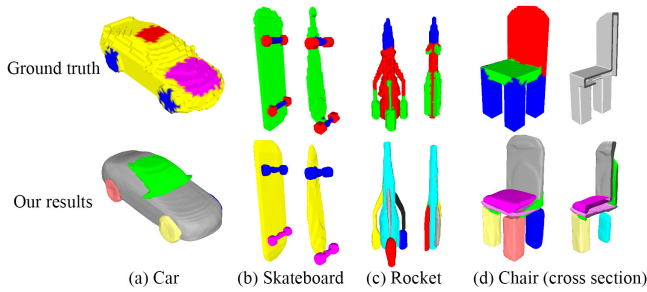 Ground truth
Our results
(a) Car (b) Skateboard (c) Rocket (d) Chair (cross section)